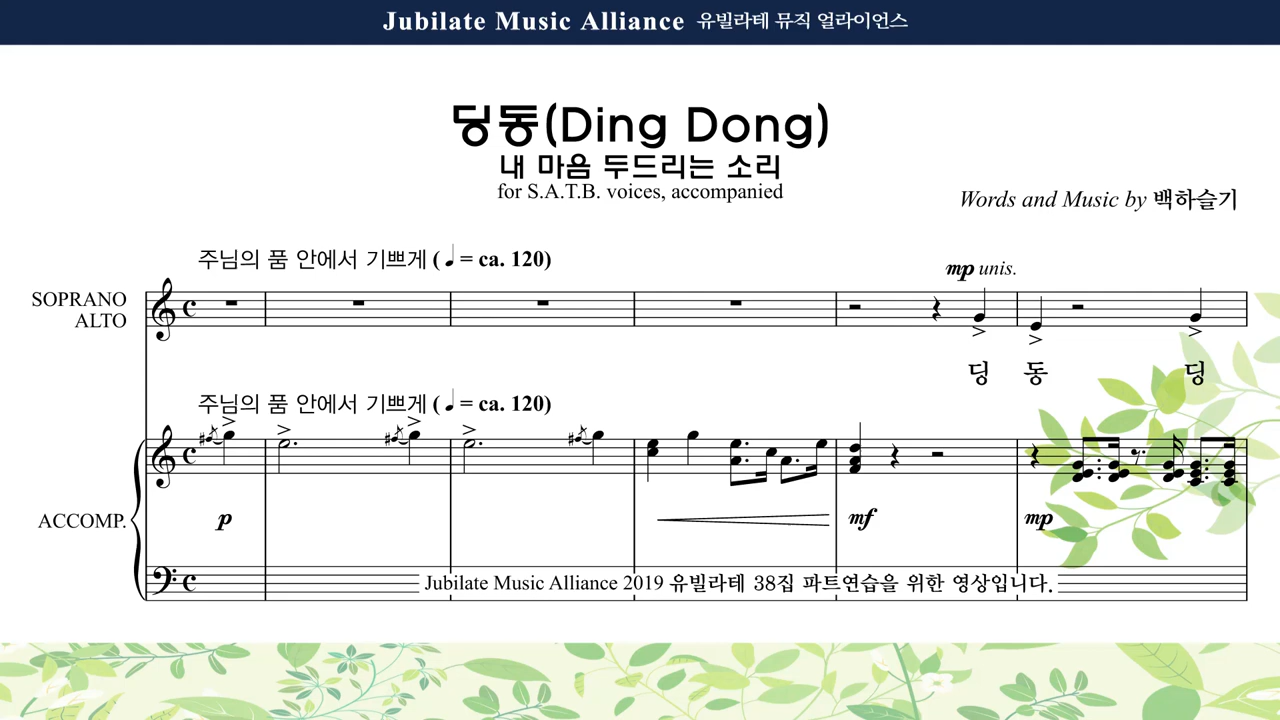 Jubilate Music Alliance 유빌라테 뮤직 얼라이언스
딩동(Ding Dong)
내 마음 두드리는 소리
for S.A.T.B. voices, accompanied
Words and Music by 백하슬기
주님의 품 안에서 기쁘게 (♩= ca. 120)
mp unis.
SOPRANO
ALTO
딩 동 딩
주님의 품 안에서 기쁘게 (♩= ca. 120)
ACCOMP.
p mf mp
Jubilate Music Alliance 2019 유빌라테 38집 파트연습을 위한 영상입니다.